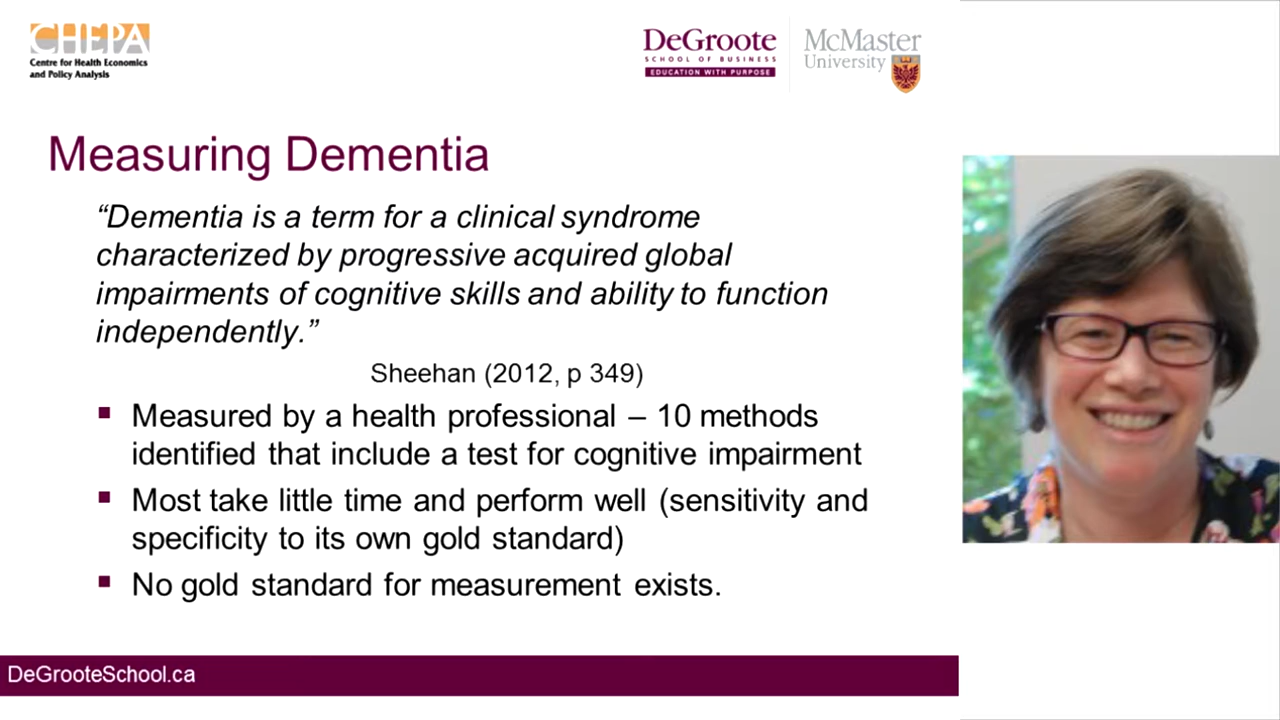 CHEPA
Centre for Health Economics
and Policy Analysis
DeGroote
SCHOOL OF BUSINESS
EDUCATION WITH PURPOSE
McMaster
University
Measuring Dementia
“Dementia is a term for a clinical syndrome
characterized by progressive acquired global
impairments of cognitive skills and ability to function
independently.”
Sheehan (2012, p 349)
▪ Measured by a health professional – 10 methods
identified that include a test for cognitive impairment
▪ Most take little time and perform well (sensitivity and
specificity to its own gold standard)
▪ No gold standard for measurement exists.
DeGrooteSchool.ca